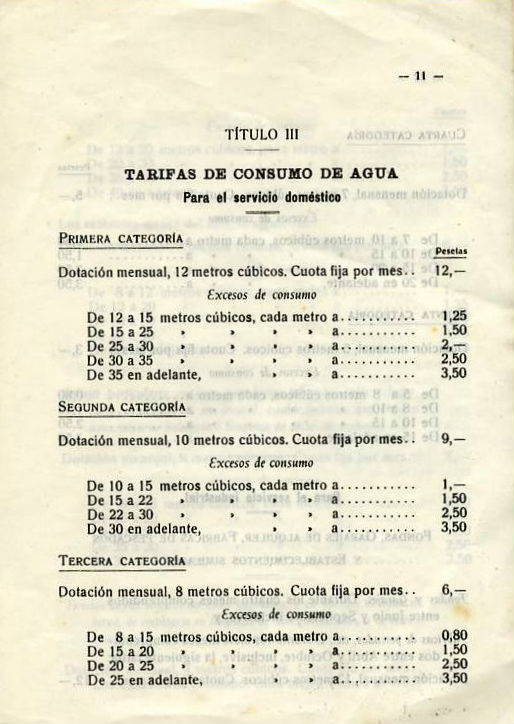 — 11 —
TÍTULO III
TARIFAS DE CONSUMO DE AGUA
Para el servicio doméstico
PRIMERA CATEGORÍA
Pesetas
Dotación mensual, 12 metros cúbicos. Cuota fija por mes.. 12,—
Excesos de consumo
De 12 a 15 metros cúbicos, cada metro a........... 1,25
De 15 a 25 » » » » a........... 1,50
De 25 a 30 » » » » a........... 2,—
De 30 a 35 » » » » a........... 2,50
De 35 en adelante, » » a........... 3,50
SEGUNDA CATEGORÍA
Dotación mensual, 10 metros cúbicos. Cuota fija por mes.. 9,—
Excesos de consumo
De 10 a 15 metros cúbicos, cada metro a........... 1,—
De 15 a 22 » » » » a........... 1,50
De 22 a 30 » » » » a........... 2,50
De 30 en adelante, » » a........... 3,50
TERCERA CATEGORÍA
Dotación mensual, 8 metros cúbicos. Cuota fija por mes.. 6,—
Excesos de consumo
De 8 a 15 metros cúbicos, cada metro a........... 0,80
De 15 a 20 » » » » a........... 1,50
De 20 a 25 » » » » a........... 2,50
De 25 en adelante, » » a........... 3,50